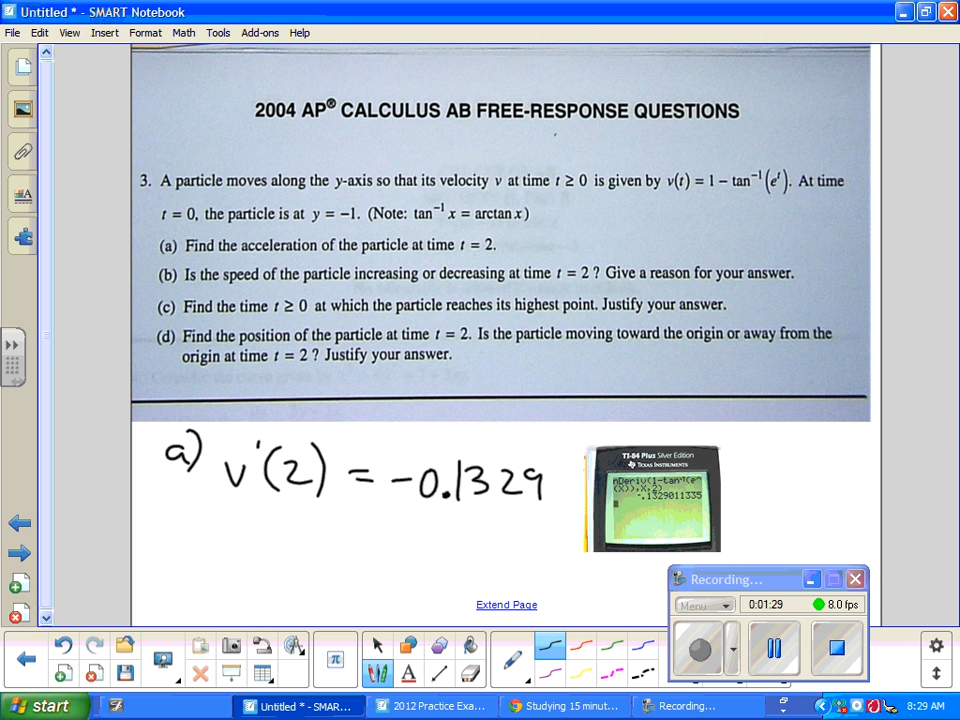 Untitled * - SMART Notebook
File Edit View Insert Format Math Tools Add-ons Help
2004 AP® CALCULUS AB FREE-RESPONSE QUESTIONS
3. A particle moves along the y-axis so that its velocity v at time t ≥ 0 is given by v(t) = 1 − tan⁻¹(eᵗ). At time
t = 0, the particle is at y = −1. (Note: tan⁻¹ x = arctan x)
(a) Find the acceleration of the particle at time t = 2.
(b) Is the speed of the particle increasing or decreasing at time t = 2 ? Give a reason for your answer.
(c) Find the time t ≥ 0 at which the particle reaches its highest point. Justify your answer.
(d) Find the position of the particle at time t = 2. Is the particle moving toward the origin or away from the
origin at time t = 2 ? Justify your answer.
a) v'(2) = -0.1329
TI-84 Plus Silver Edition
TEXAS INSTRUMENTS
nDeriv(1-tan⁻¹(e^
(X)),X,2)
-.1329011335
Extend Page
Recording...
Menu 0:01:29 8.0 fps
start Untitled * - SMAR... 2012 Practice Exa... Studying 15 minut... Recording... 8:29 AM